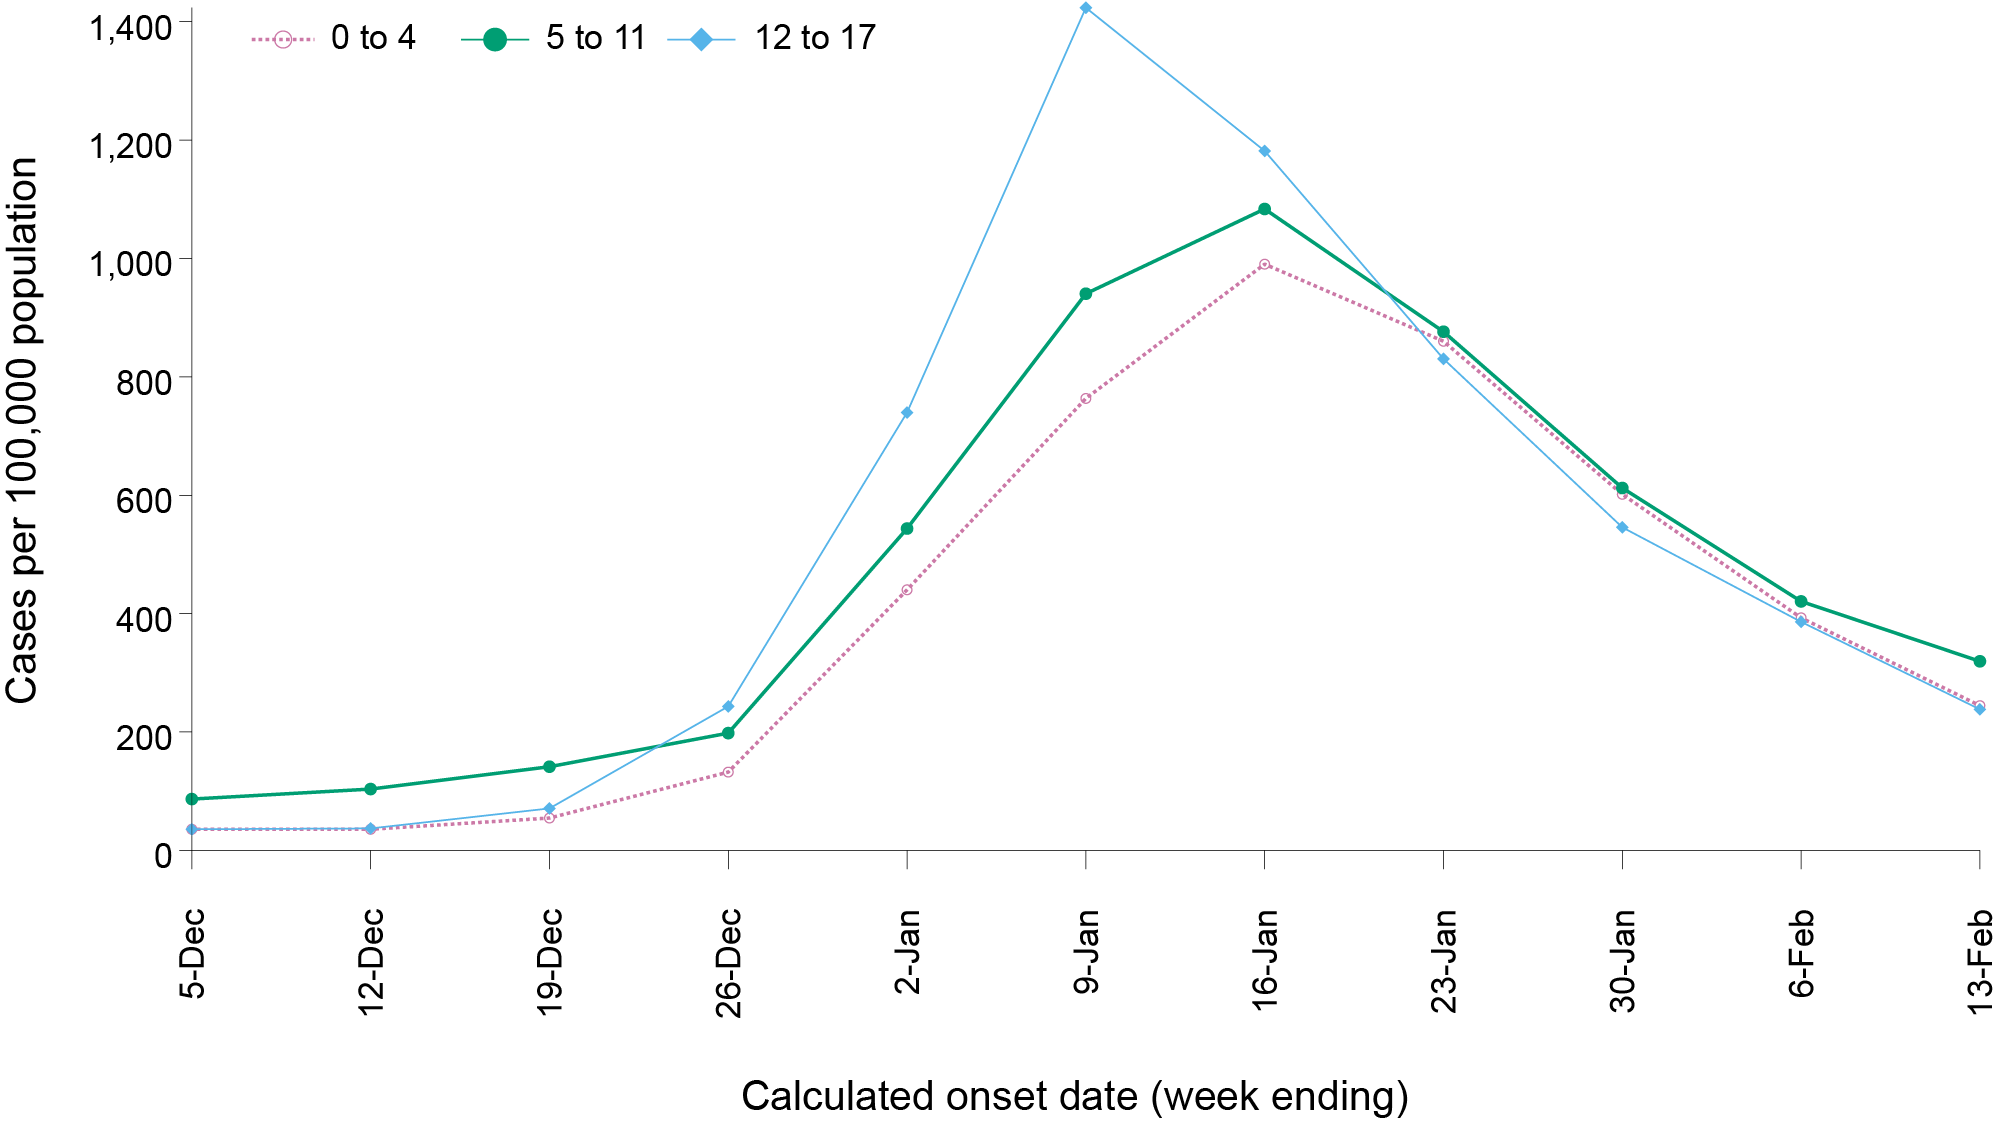 0 to 4 5 to 11 12 to 17
Cases per 100,000 population
1,400
1,200
1,000
800
600
400
200
0
5-Dec
12-Dec
19-Dec
26-Dec
2-Jan
9-Jan
16-Jan
23-Jan
30-Jan
6-Feb
13-Feb
Calculated onset date (week ending)